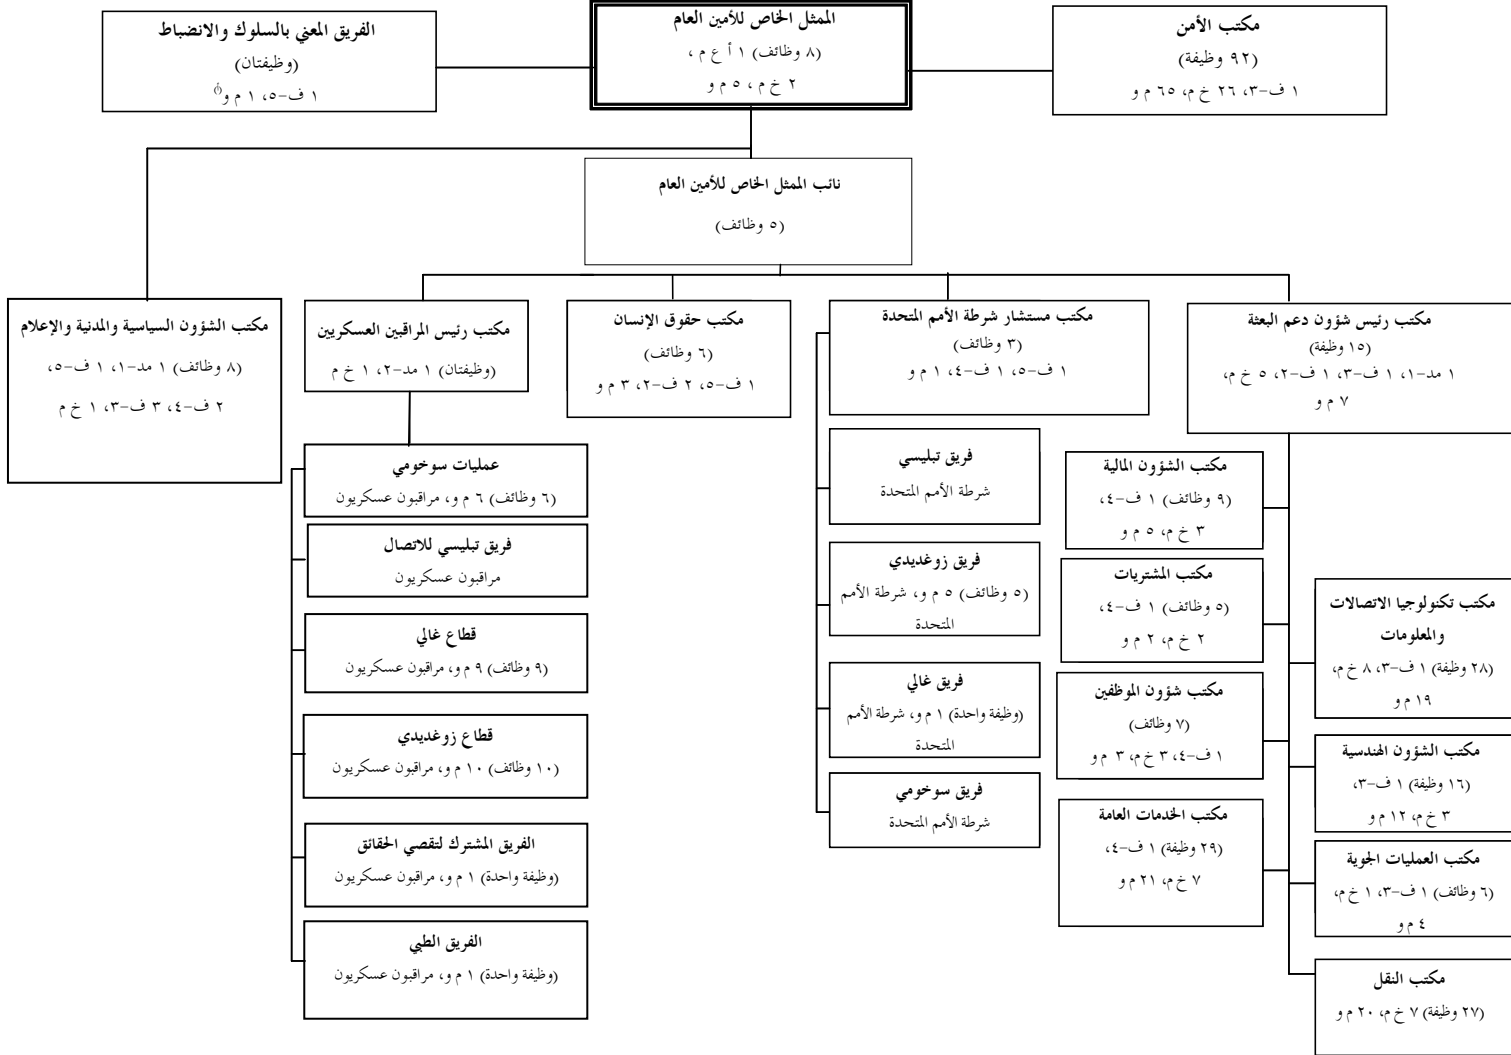 الممثل الخاص للأمين العام
(٨ وظائف) ١ أ ع م ،
٢ خ م ، ٥ م و
مكتب الأمن
(٩٢ وظيفة)
١ ف-٣، ٢٦ خ م، ٦٥ م و
الفريق المعني بالسلوك والانضباط
(وظيفتان)
١ ف-٥، ١ م و
نائب الممثل الخاص للأمين العام
(٥ وظائف)
مكتب رئيس شؤون دعم البعثة
(١٥ وظيفة)
١ مد-١، ١ ف-٣، ١ ف-٢، ٥ خ م،
٧ م و
مكتب مستشار شرطة الأمم المتحدة
(٣ وظائف)
١ ف-٥، ١ ف-٤، ١ م و
مكتب حقوق الإنسان
(٦ وظائف)
١ ف-٥، ٢ ف-٢، ٣ م و
مكتب رئيس المراقبين العسكريين
(وظيفتان) ١ مد-٢، ١ خ م
مكتب الشؤون السياسية والمدنية والإعلام
(٨ وظائف) ١ مد-١، ١ ف-٥،
٢ ف-٤، ٣ ف-٣، ١ خ م
مكتب الشؤون المالية
(٩ وظائف) ١ ف-٤،
٣ خ م، ٥ م و
مكتب المشتريات
(٥ وظائف) ١ ف-٤،
٢ خ م، ٢ م و
مكتب شؤون الموظفين
(٧ وظائف)
١ ف-٤، ٣ خ م، ٣ م و
مكتب الخدمات العامة
(٢٩ وظيفة) ١ ف-٤،
٧ خ م، ٢١ م و
مكتب تكنولوجيا الاتصالات
والمعلومات
(٢٨ وظيفة) ١ ف-٣، ٨ خ م،
١٩ م و
مكتب الشؤون الهندسية
(١٦ وظيفة) ١ ف-٣،
٣ خ م، ١٢ م و
مكتب العمليات الجوية
(٦ وظائف) ١ ف-٣، ١ خ م،
٤ م و
مكتب النقل
(٢٧ وظيفة) ٧ خ م، ٢٠ م و
فريق تبليسي
شرطة الأمم المتحدة
فريق زوغديدي
(٥ وظائف) ٥ م و، شرطة الأمم
المتحدة
فريق غالي
(وظيفة واحدة) ١ م و، شرطة الأمم
المتحدة
فريق سوخومي
شرطة الأمم المتحدة
عمليات سوخومي
(٦ وظائف) ٦ م و، مراقبون عسكريون
فريق تبليسي للاتصال
مراقبون عسكريون
قطاع غالي
(٩ وظائف) ٩ م و، مراقبون عسكريون
قطاع زوغديدي
(١٠ وظائف) ١٠ م و، مراقبون عسكريون
الفريق المشترك لتقصي الحقائق
(وظيفة واحدة) ١ م و، مراقبون عسكريون
الفريق الطبي
(وظيفة واحدة) ١ م و، مراقبون عسكريون